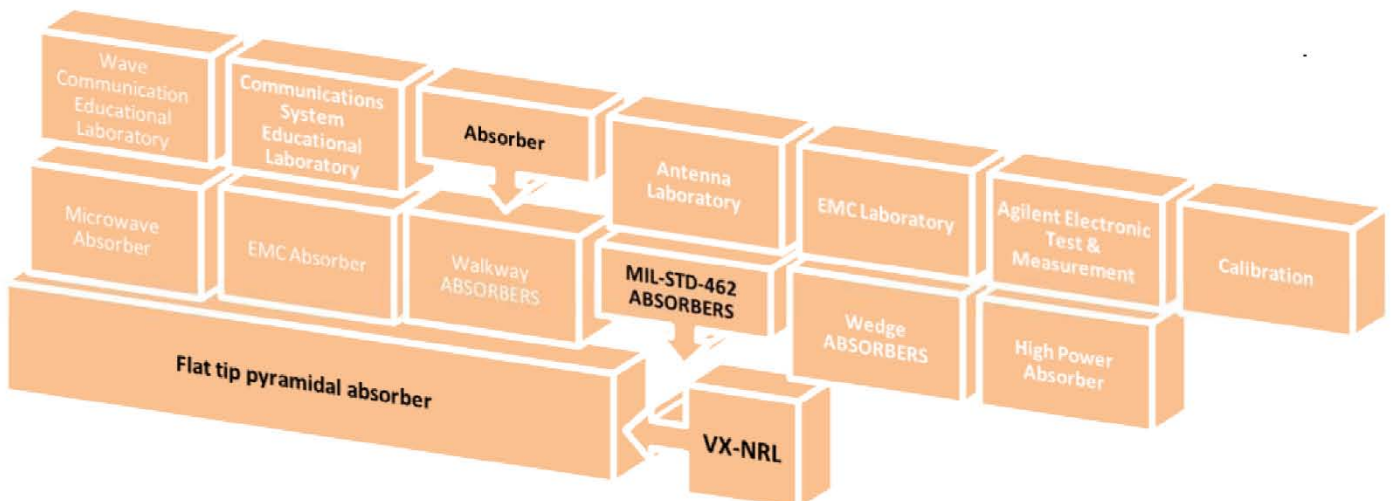 Wave
Communication
Educational
Laboratory
Communications
System
Educational
Laboratory
Absorber
Antenna
Laboratory
EMC Laboratory
Agilent Electronic
Test &
Measurement
Calibration
Microwave
Absorber
EMC Absorber
Walkway
ABSORBERS
MIL-STD-462
ABSORBERS
Wedge
ABSORBERS
High Power
Absorber
Flat tip pyramidal absorber
VX-NRL